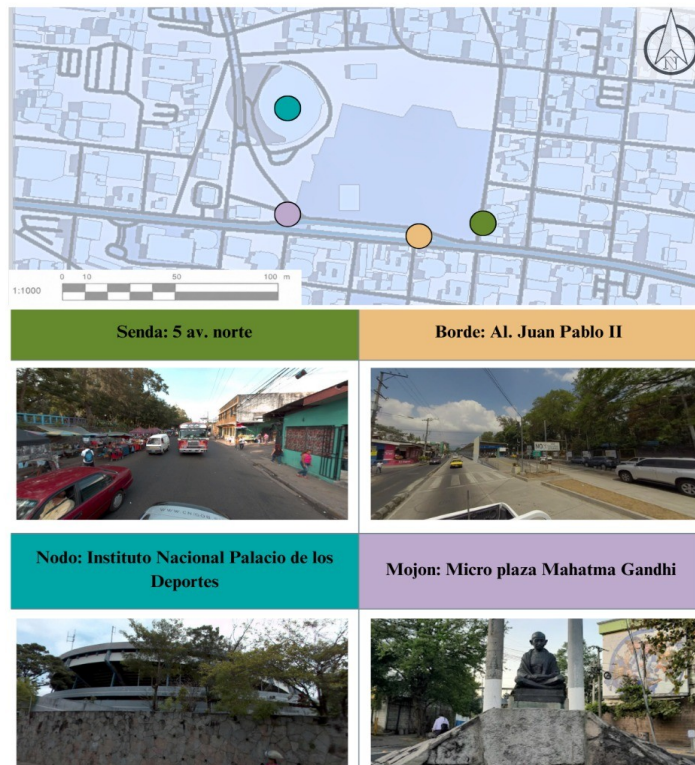 N
0 10 50 100 m
1:1000
Senda: 5 av. norte
Borde: Al. Juan Pablo II
Nodo: Instituto Nacional Palacio de los
Deportes
Mojon: Micro plaza Mahatma Gandhi